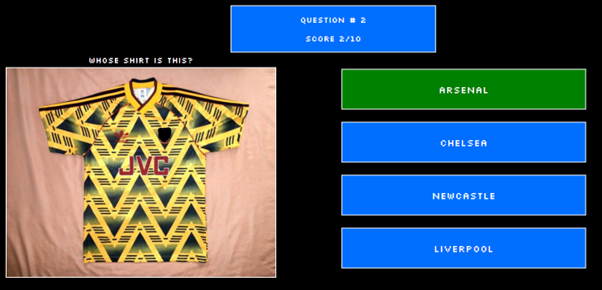 QUESTION # 2
SCORE 2/10
WHOSE SHIRT IS THIS?
JVC
ARSENAL
CHELSEA
NEWCASTLE
LIVERPOOL